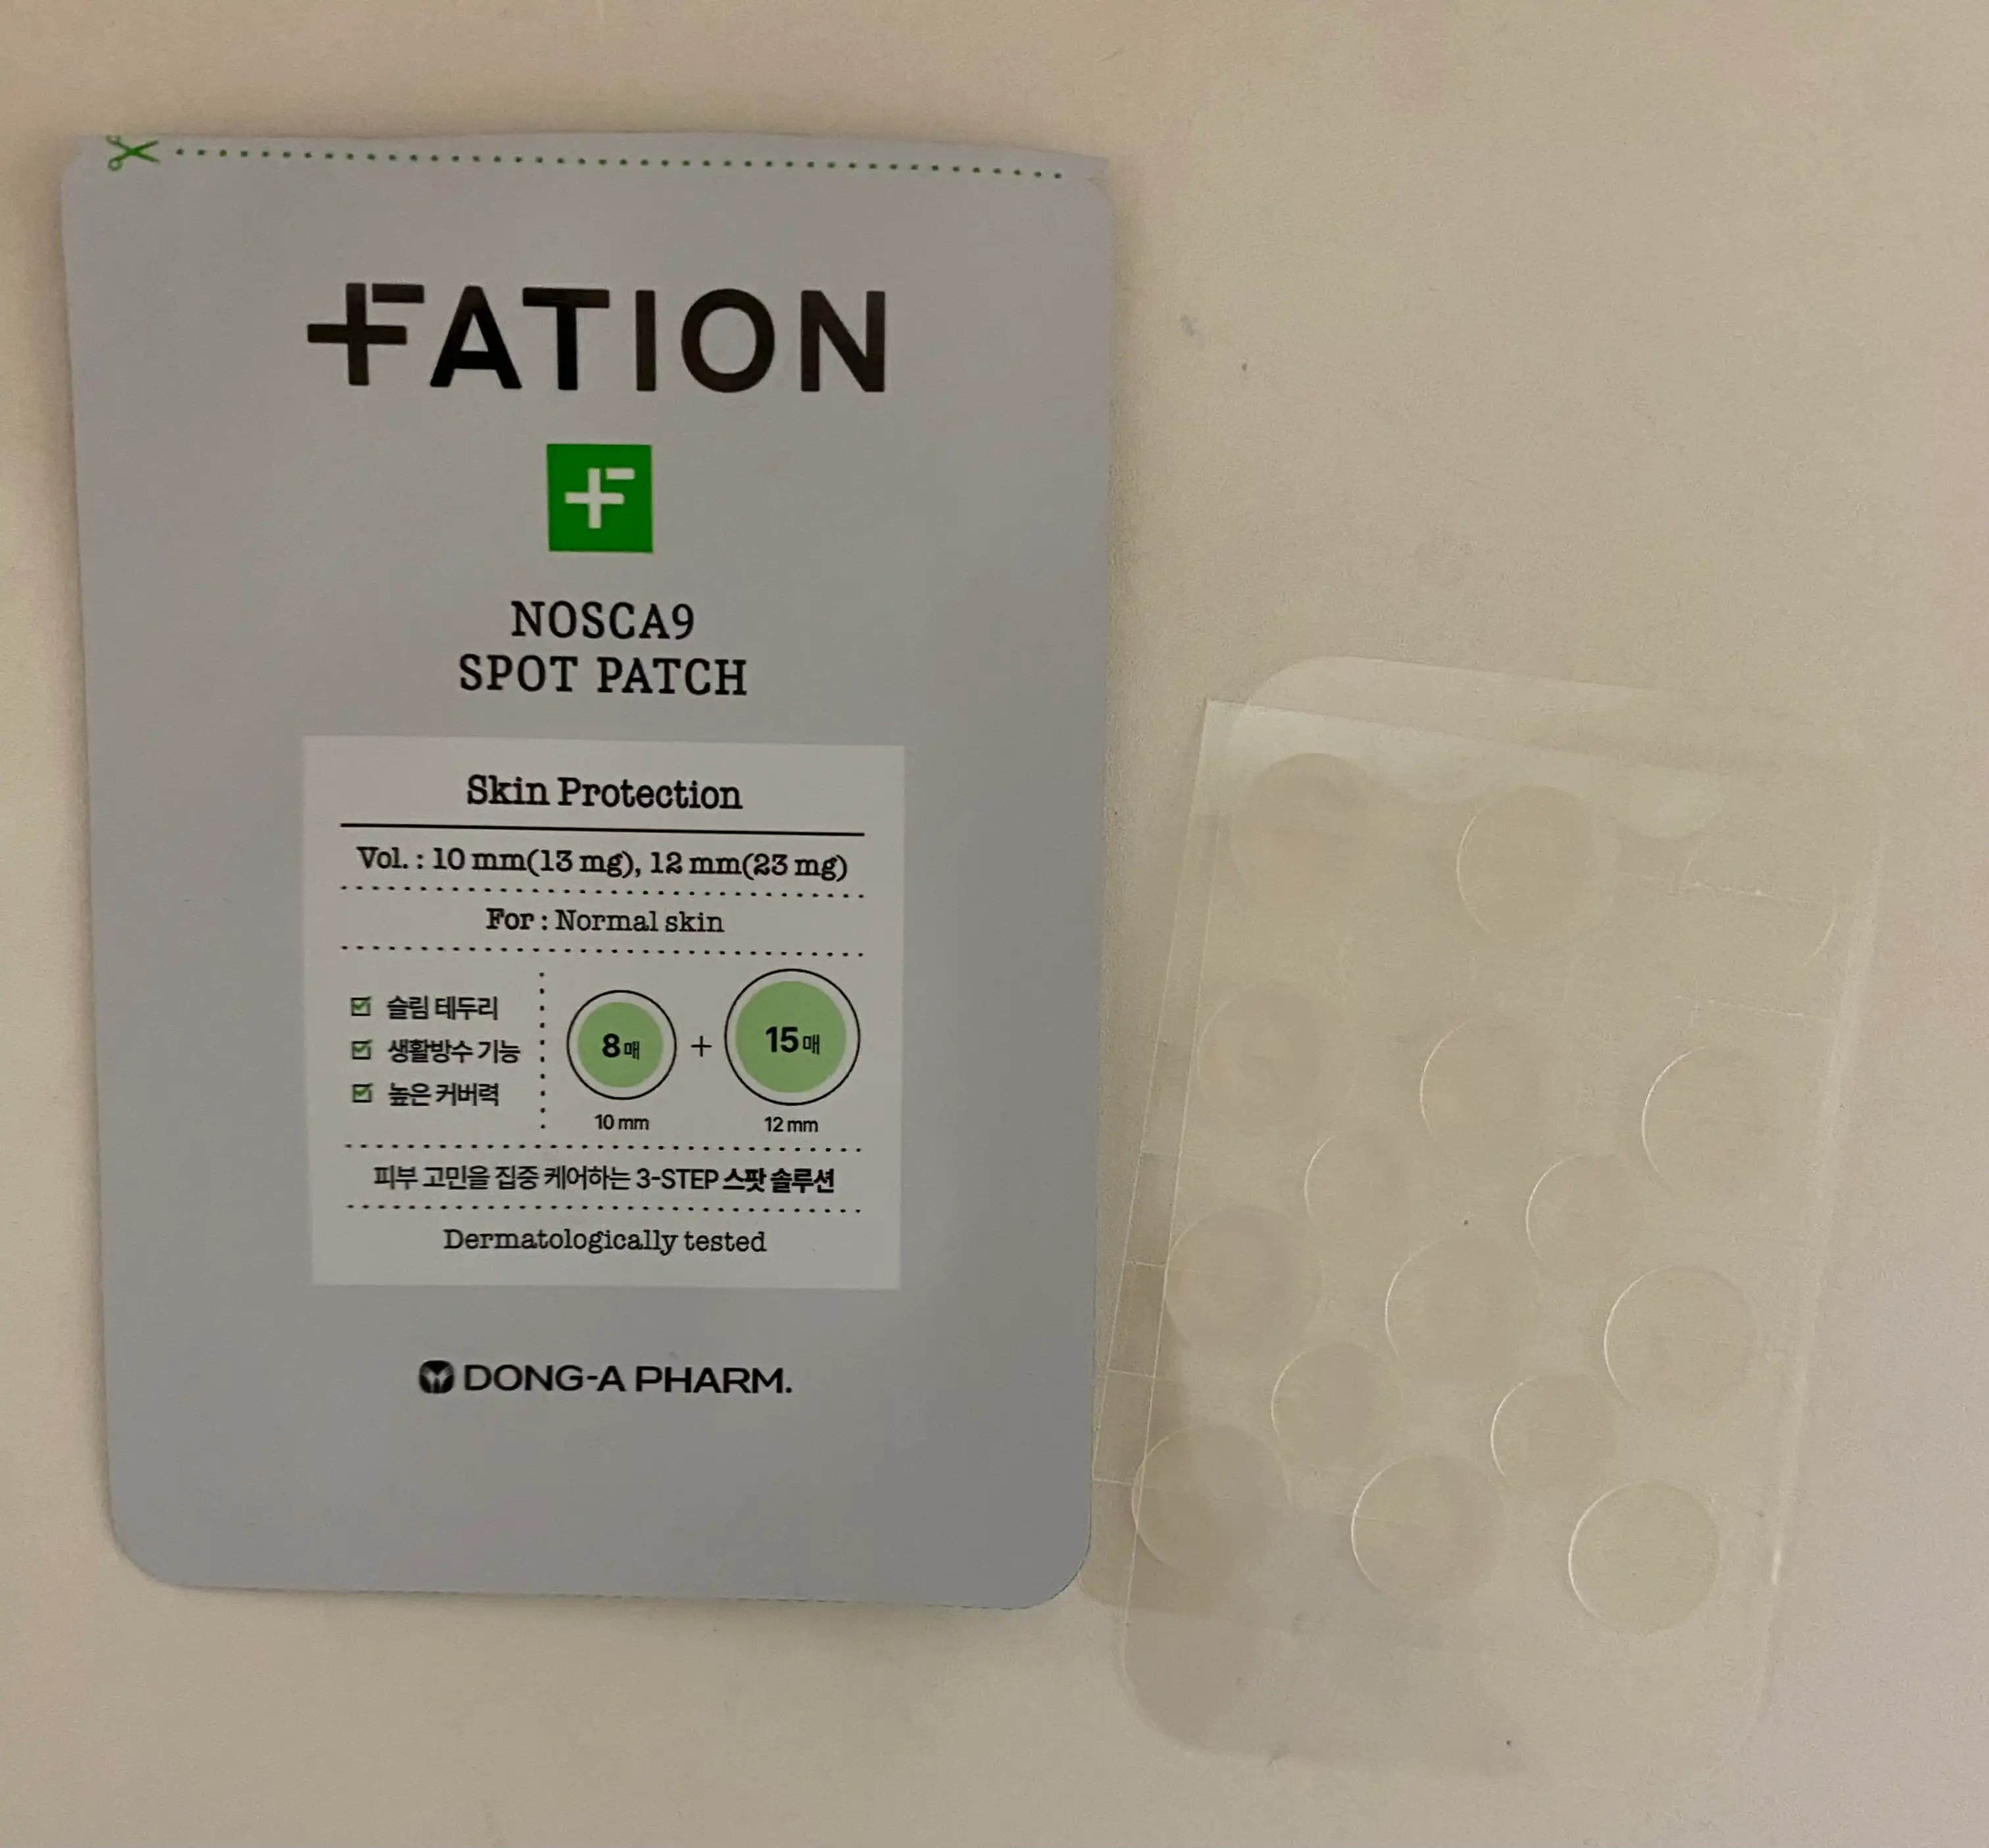 FATION
NOSCA9
SPOT PATCH
Skin Protection
Vol. : 10 mm(13 mg), 12 mm(23 mg)
For : Normal skin
슬림 테두리
생활방수 기능
높은 커버력
8매 + 15매
10 mm 12 mm
피부 고민을 집중 케어하는 3-STEP 스팟 솔루션
Dermatologically tested
DONG-A PHARM.